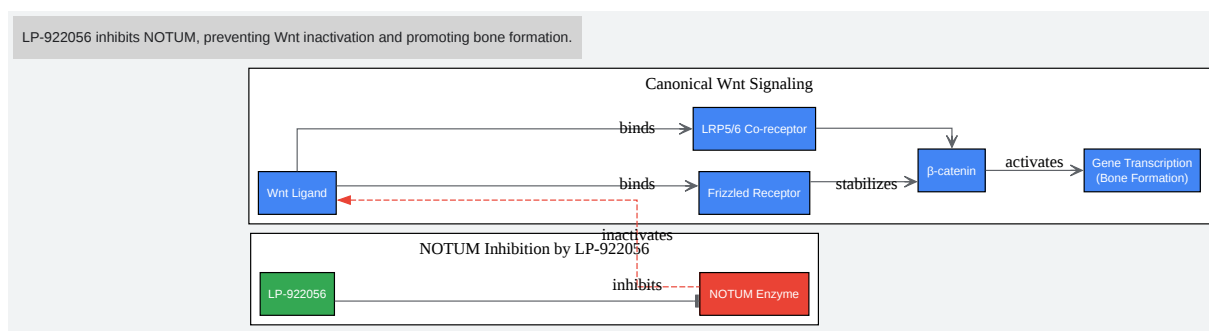 LP-922056 inhibits NOTUM, preventing Wnt inactivation and promoting bone formation.
Canonical Wnt Signaling
binds
LRP5/6 Co-receptor
Wnt Ligand
binds
Frizzled Receptor
stabilizes
β-catenin
activates
Gene Transcription
(Bone Formation)
inactivates
NOTUM Inhibition by LP-922056
LP-922056
inhibits
NOTUM Enzyme